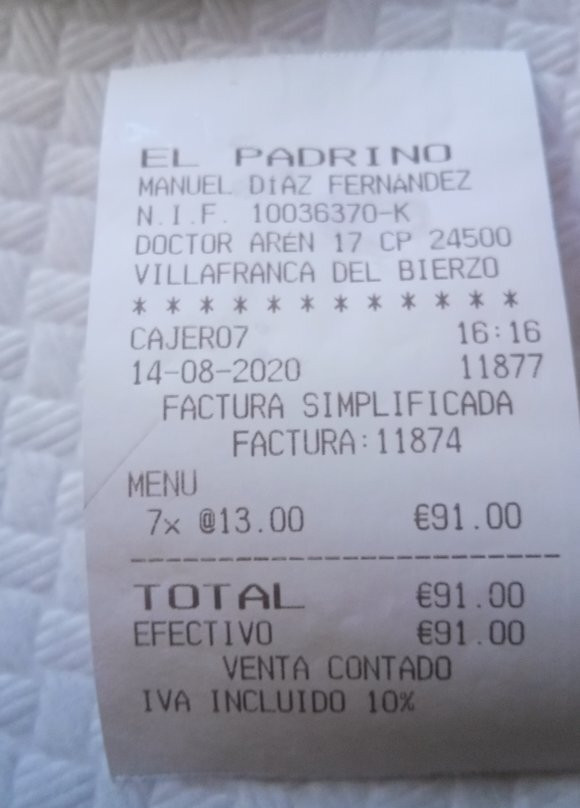 EL PADRINO
MANUEL DÍAZ FERNÁNDEZ
N.I.F. 10036370-K
DOCTOR ARÉN 17 CP 24500
VILLAFRANCA DEL BIERZO
* * * * * * * * * * * *
CAJERO7 16:16
14-08-2020 11877
FACTURA SIMPLIFICADA
FACTURA:11874
MENU
7x @13.00 €91.00
TOTAL €91.00
EFECTIVO €91.00
VENTA CONTADO
IVA INCLUIDO 10%